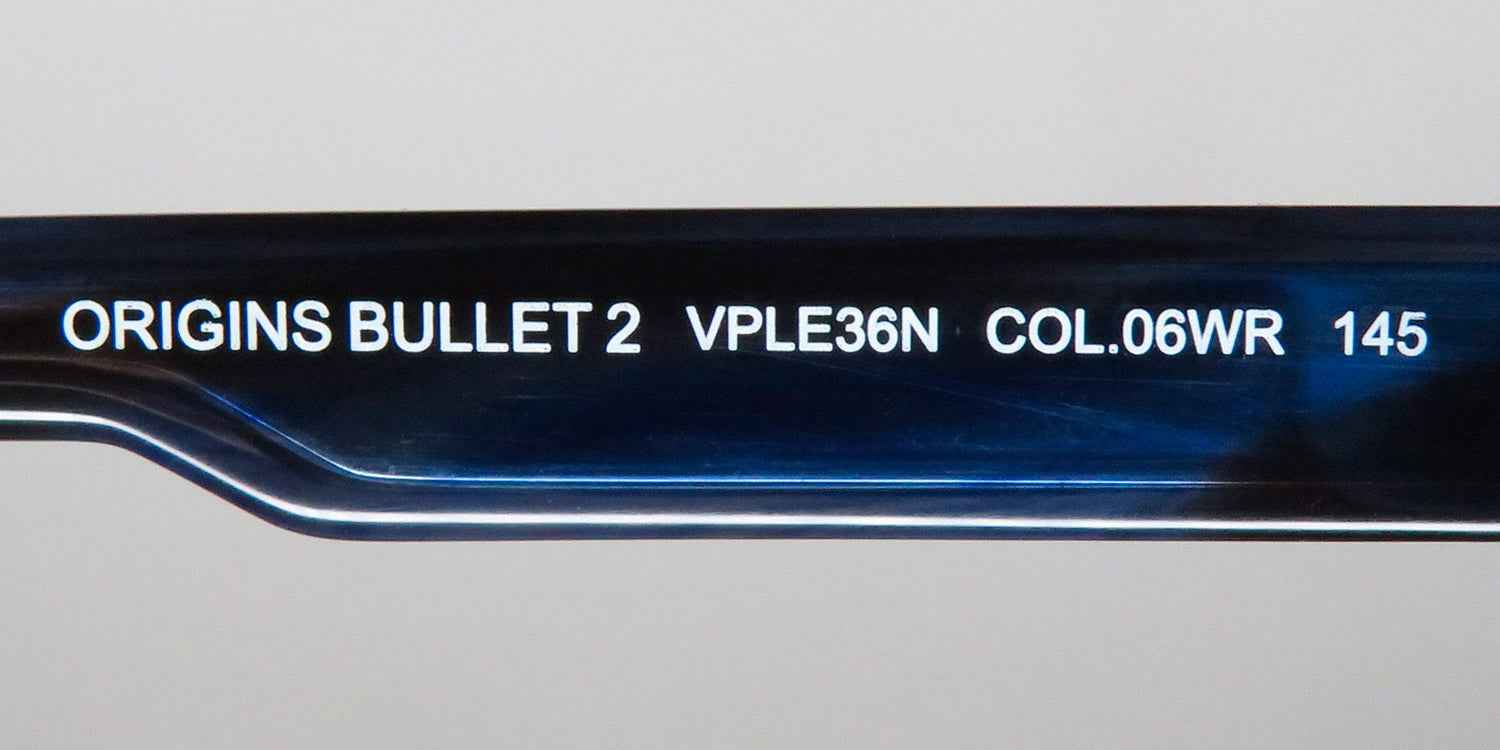 ORIGINS BULLET 2 VPLE36N COL.06WR 145